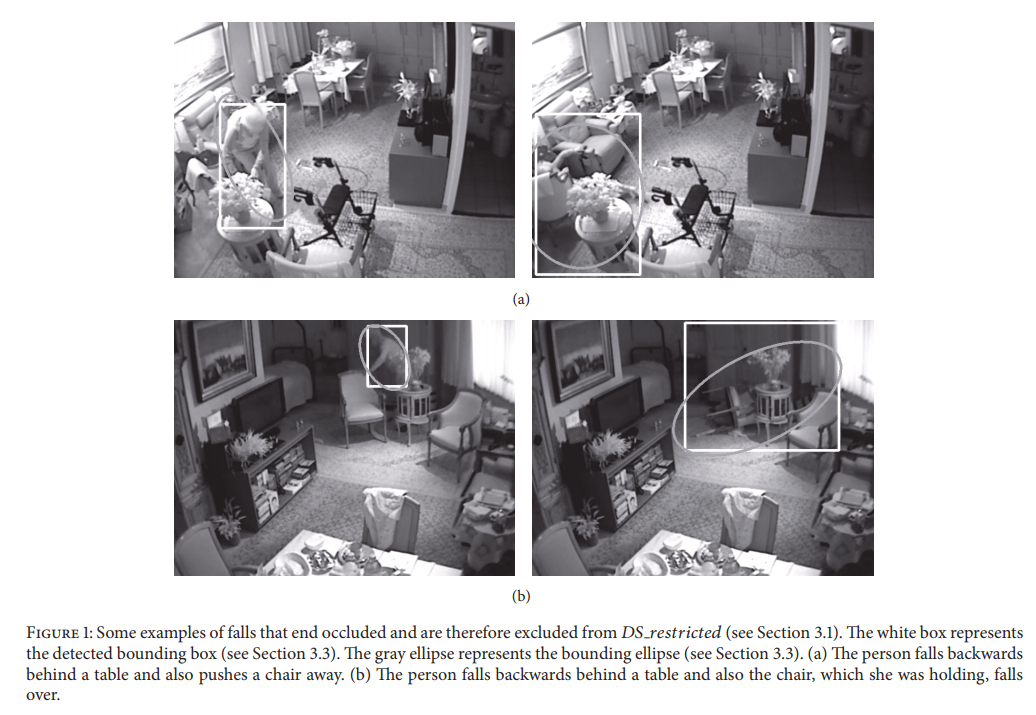 (a)
(b)
FIGURE 1: Some examples of falls that end occluded and are therefore excluded from DS_restricted (see Section 3.1). The white box represents
the detected bounding box (see Section 3.3). The gray ellipse represents the bounding ellipse (see Section 3.3). (a) The person falls backwards
behind a table and also pushes a chair away. (b) The person falls backwards behind a table and also the chair, which she was holding, falls
over.